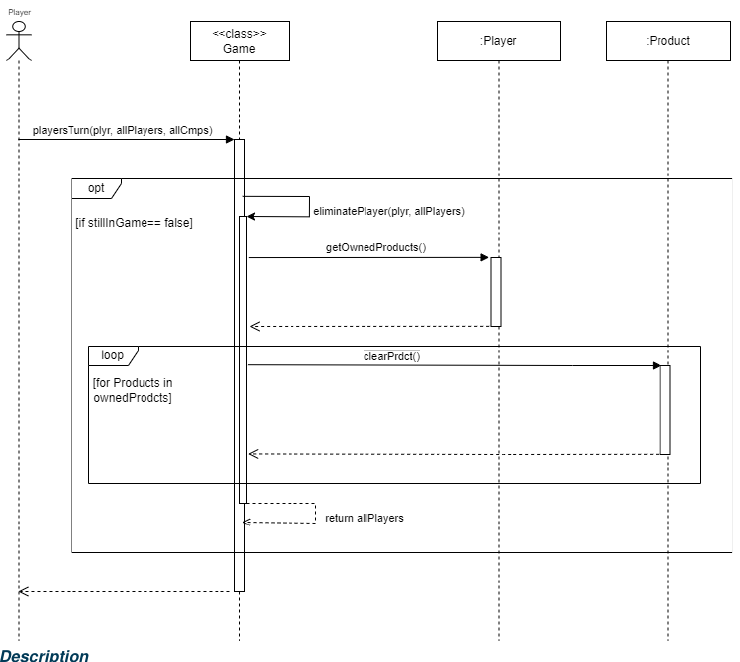 Player
<<class>>
Game
:Player
:Product
playersTurn(plyr, allPlayers, allCmps)
opt
eliminatePlayer(plyr, allPlayers)
[if stillInGame== false]
getOwnedProducts()
loop
clearPrdct()
[for Products in
ownedProdcts]
return allPlayers
Description